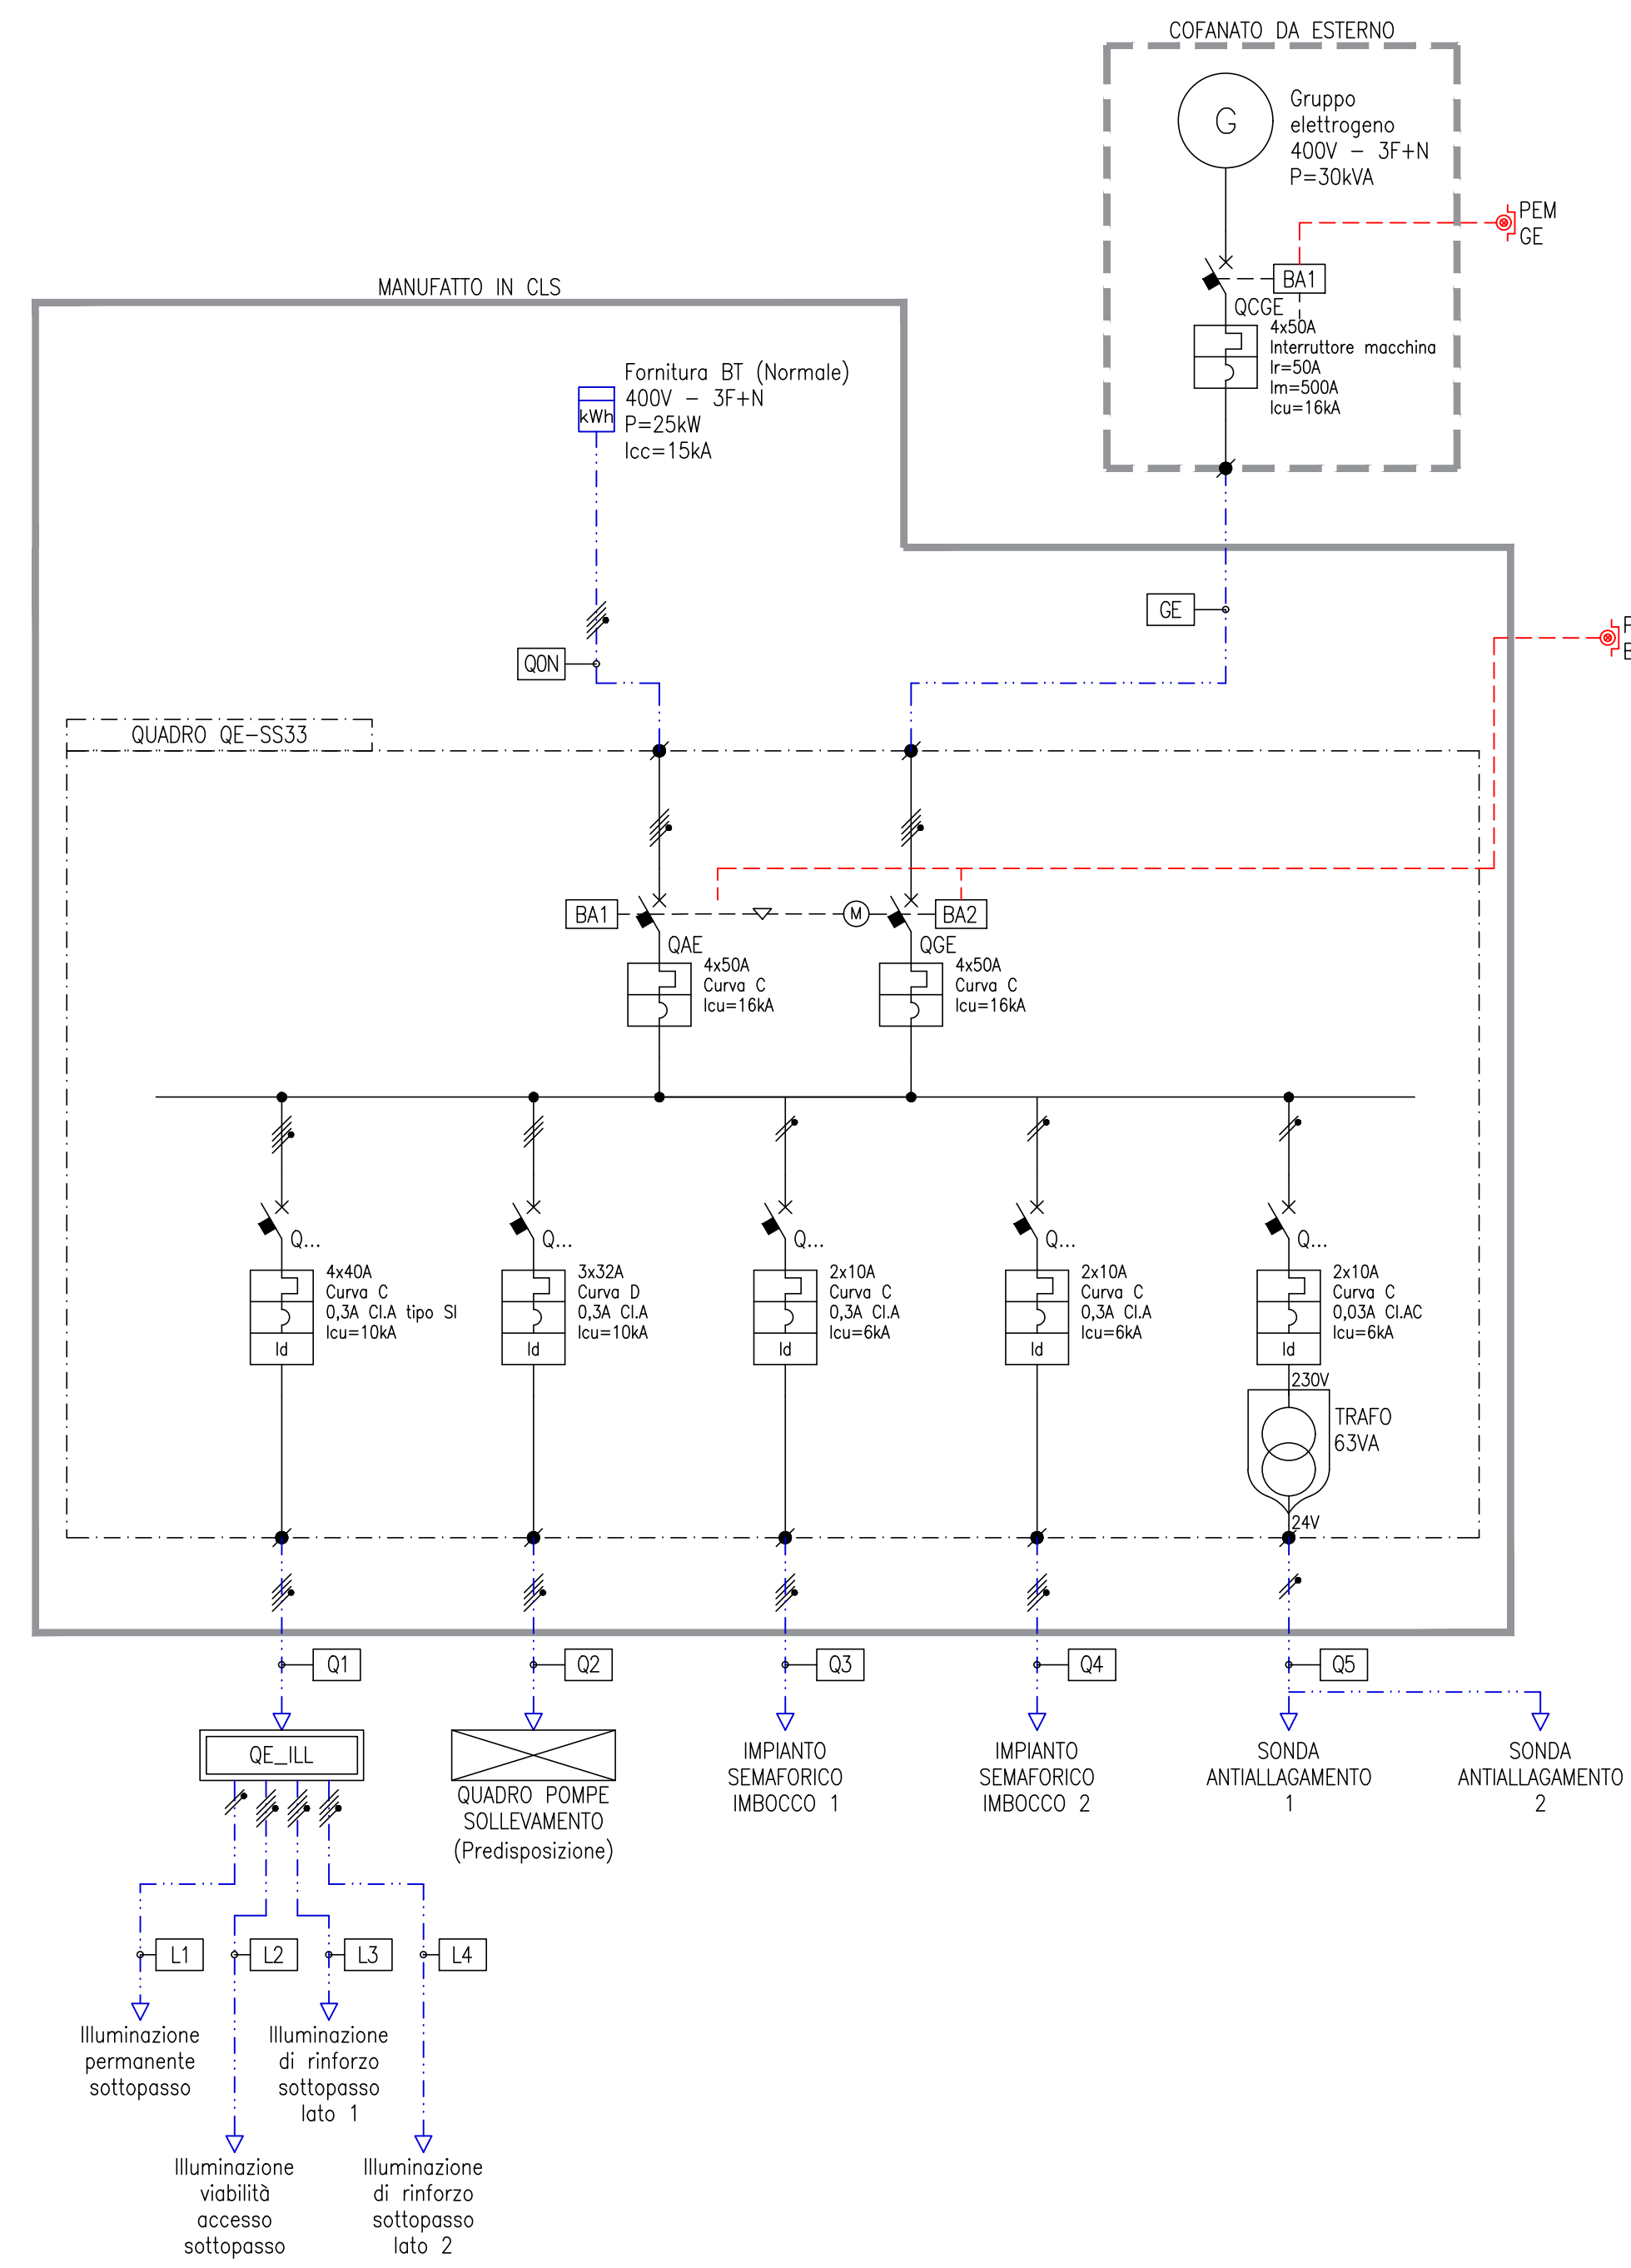 COFANATO DA ESTERNO
G
Gruppo
elettrogeno
400V - 3F+N
P=30kVA
PEM
GE
BA1
QCGE
4x50A
Interruttore macchina
Ir=50A
Im=500A
Icu=16kA
MANUFATTO IN CLS
kWh
Fornitura BT (Normale)
400V - 3F+N
P=25kW
Icc=15kA
GE
Q0N
QUADRO QE-SS33
BA1
M
BA2
QAE
4x50A
Curva C
Icu=16kA
QGE
4x50A
Curva C
Icu=16kA
Q...
4x40A
Curva C
0,3A Cl.A tipo SI
Icu=10kA
Id
Q...
3x32A
Curva D
0,3A Cl.A
Icu=10kA
Id
Q...
2x10A
Curva C
0,3A Cl.A
Icu=6kA
Id
Q...
2x10A
Curva C
0,3A Cl.A
Icu=6kA
Id
Q...
2x10A
Curva C
0,03A Cl.AC
Icu=6kA
Id
230V
TRAFO
63VA
24V
Q1
Q2
Q3
Q4
Q5
QE_ILL
QUADRO POMPE
SOLLEVAMENTO
(Predisposizione)
IMPIANTO
SEMAFORICO
IMBOCCO 1
IMPIANTO
SEMAFORICO
IMBOCCO 2
SONDA
ANTIALLAGAMENTO
1
SONDA
ANTIALLAGAMENTO
2
L1
L2
L3
L4
Illuminazione
permanente
sottopasso
Illuminazione
di rinforzo
sottopasso
lato 1
Illuminazione
viabilità
accesso
sottopasso
Illuminazione
di rinforzo
sottopasso
lato 2